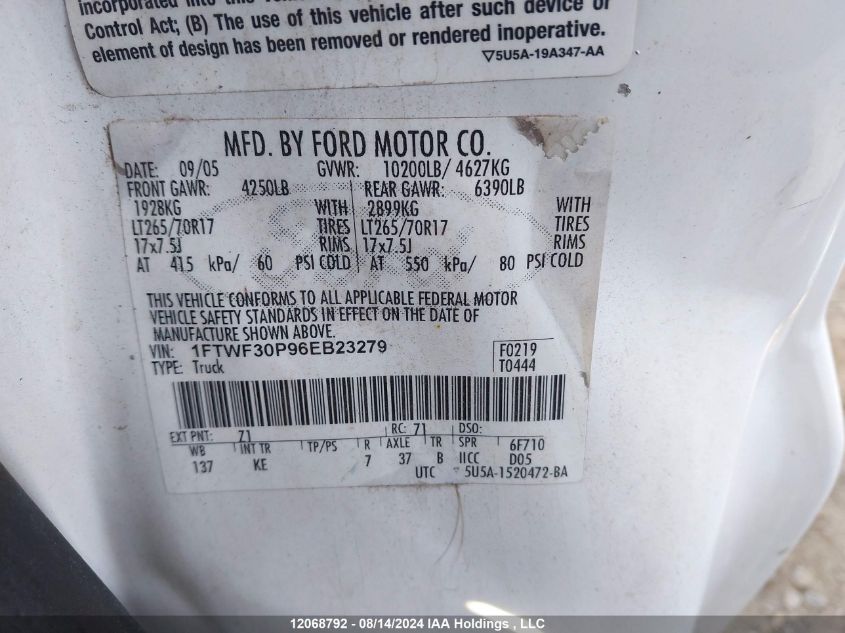 Control Act; (B) The use of this vehicle after such device or
element of design has been removed or rendered inoperative.
▽5U5A-19A347-AA
MFD. BY FORD MOTOR CO.
DATE: 09/05 GVWR: 10200LB/ 4627KG
FRONT GAWR: 4250LB REAR GAWR: 6390LB
1928KG WITH 2899KG WITH
LT265/70R17 TIRES LT265/70R17 TIRES
17x7.5J RIMS 17x7.5J RIMS
AT 415 kPa/ 60 PSI COLD AT 550 kPa/ 80 PSI COLD
THIS VEHICLE CONFORMS TO ALL APPLICABLE FEDERAL MOTOR
VEHICLE SAFETY STANDARDS IN EFFECT ON THE DATE OF
MANUFACTURE SHOWN ABOVE.
VIN: 1FTWF30P96EB23279 F0219
TYPE: Truck T0444
EXT PNT: Z1 RC: 71 DSO:
WB INT TR TP/PS R AXLE TR SPR 6F710
137 KE 7 37 B IICC D05
UTC ▽5U5A-1520472-BA
12068792 - 08/14/2024 IAA Holdings , LLC